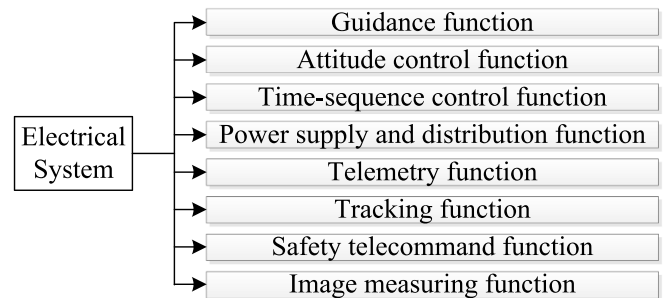 Guidance function
Attitude control function
Time-sequence control function
Electrical
System
Power supply and distribution function
Telemetry function
Tracking function
Safety telecommand function
Image measuring function